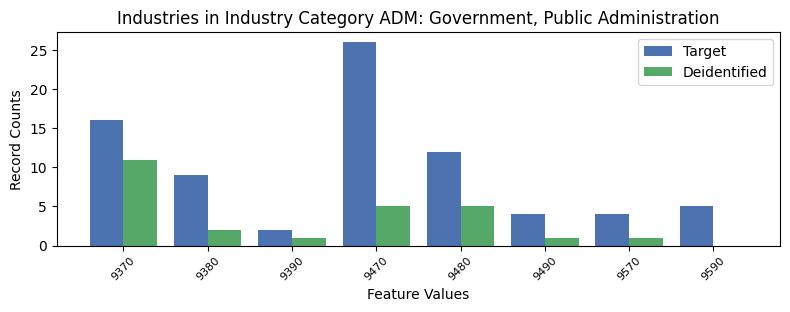 Industries in Industry Category ADM: Government, Public Administration
Target
Deidentified
Record Counts
25
20
15
10
5
0
9370 9380 9390 9470 9480 9490 9570 9590
Feature Values